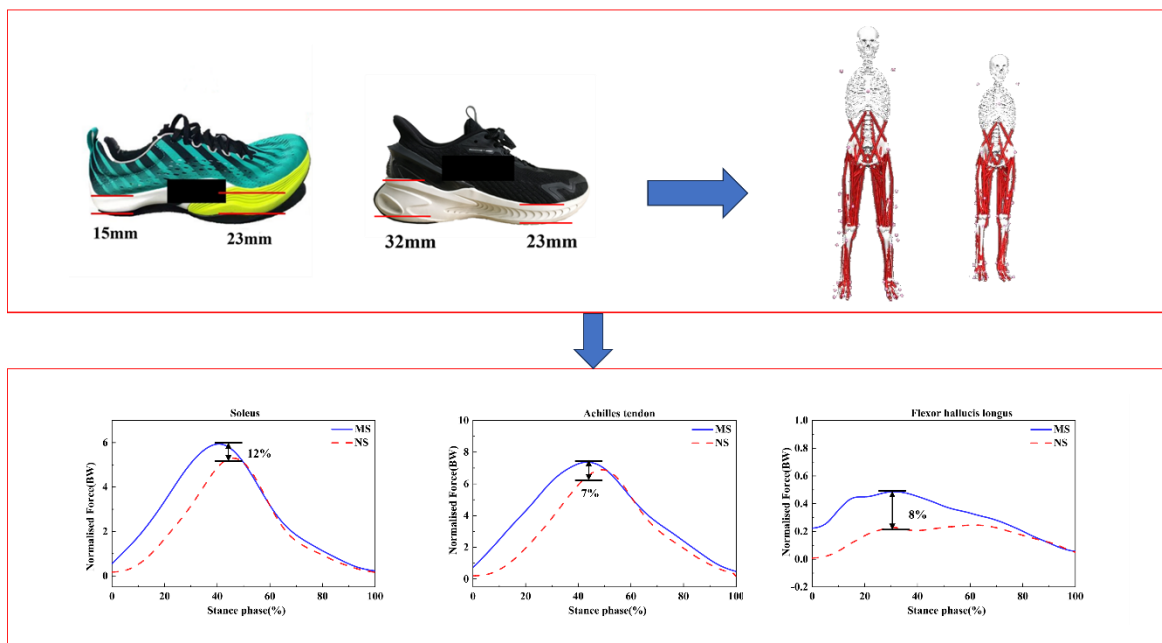 15mm
23mm
32mm
23mm
Soleus
MS
NS
12%
Normalised Force(BW)
6
4
2
0
0 20 40 60 80 100
Stance phase(%)
Achilles tendon
MS
NS
7%
Normalised Force(BW)
10
8
6
4
2
0
0 20 40 60 80 100
Stance phase(%)
Flexor hallucis longus
MS
NS
8%
Normalised Force(BW)
1.0
0.8
0.6
0.4
0.2
0.0
-0.2
0 20 40 60 80 100
Stance phase(%)